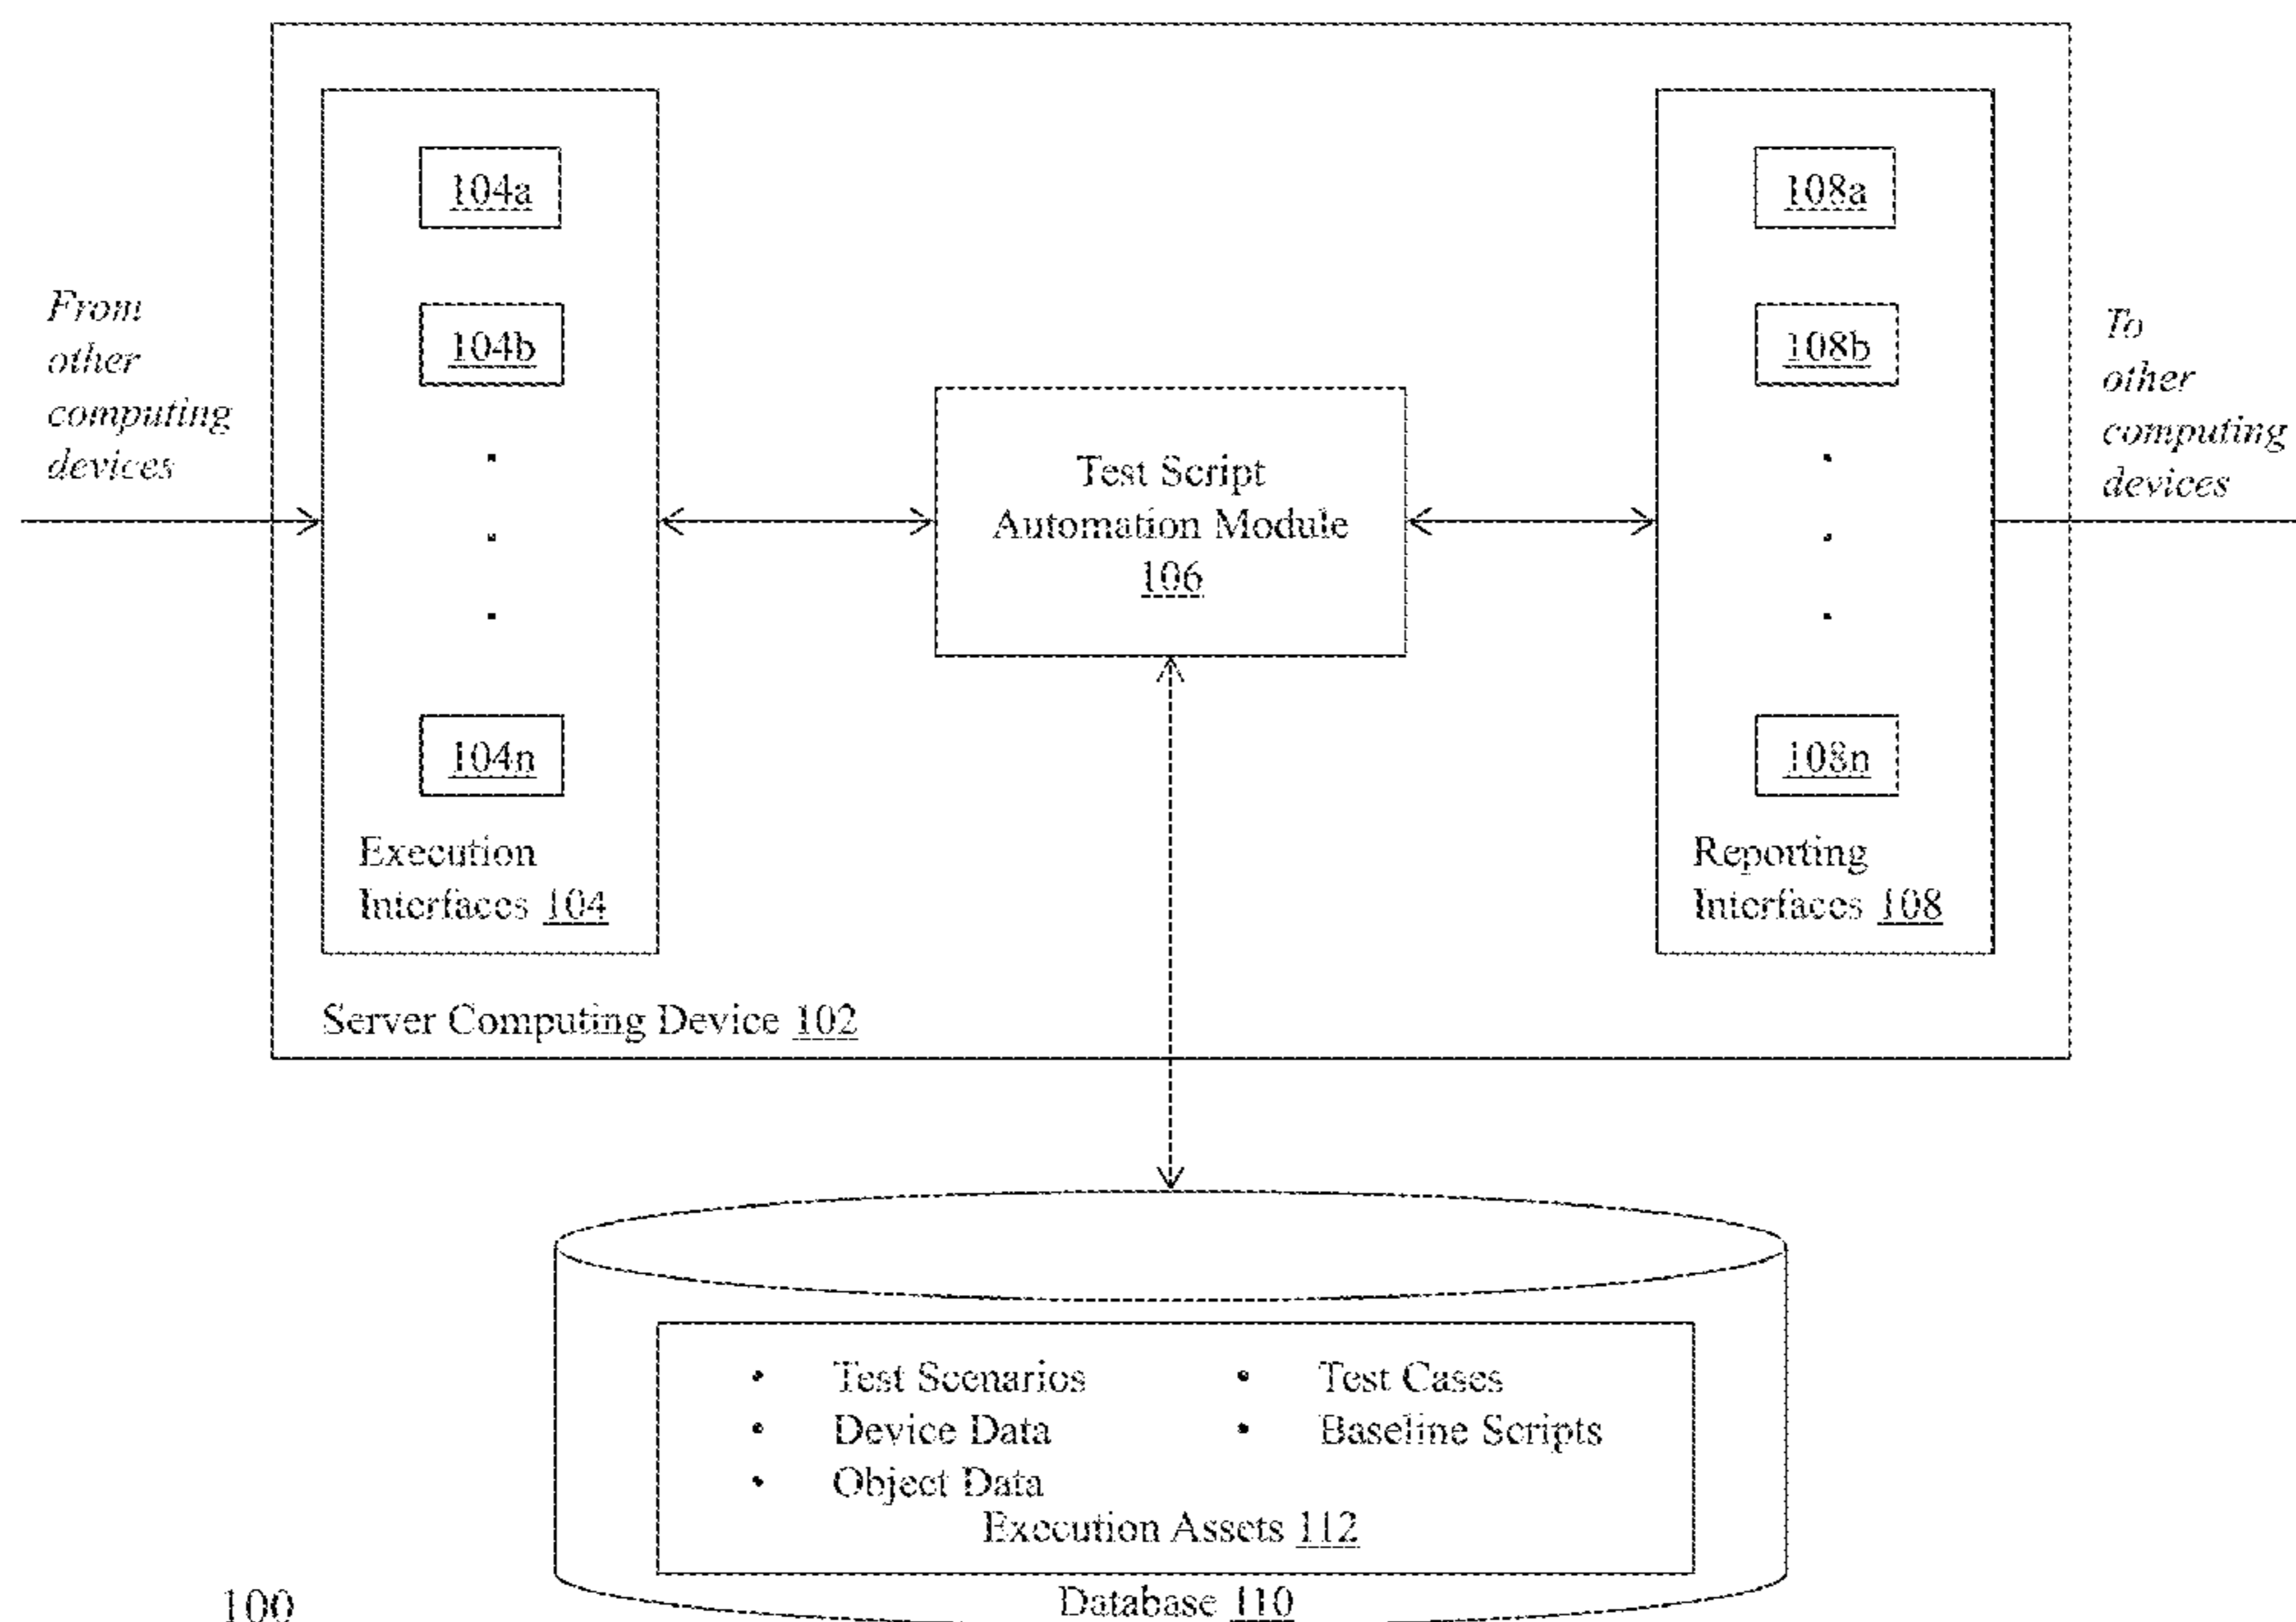 From
other
computing
devices
104a
104b
104n
Execution
Interfaces 104
Test Script
Automation Module
106
108a
108b
108n
Reporting
Interfaces 108
To
other
computing
devices
Server Computing Device 102
• Test Scenarios
• Device Data
• Object Data
• Test Cases
• Baseline Scripts
Execution Assets 112
Database 110
100